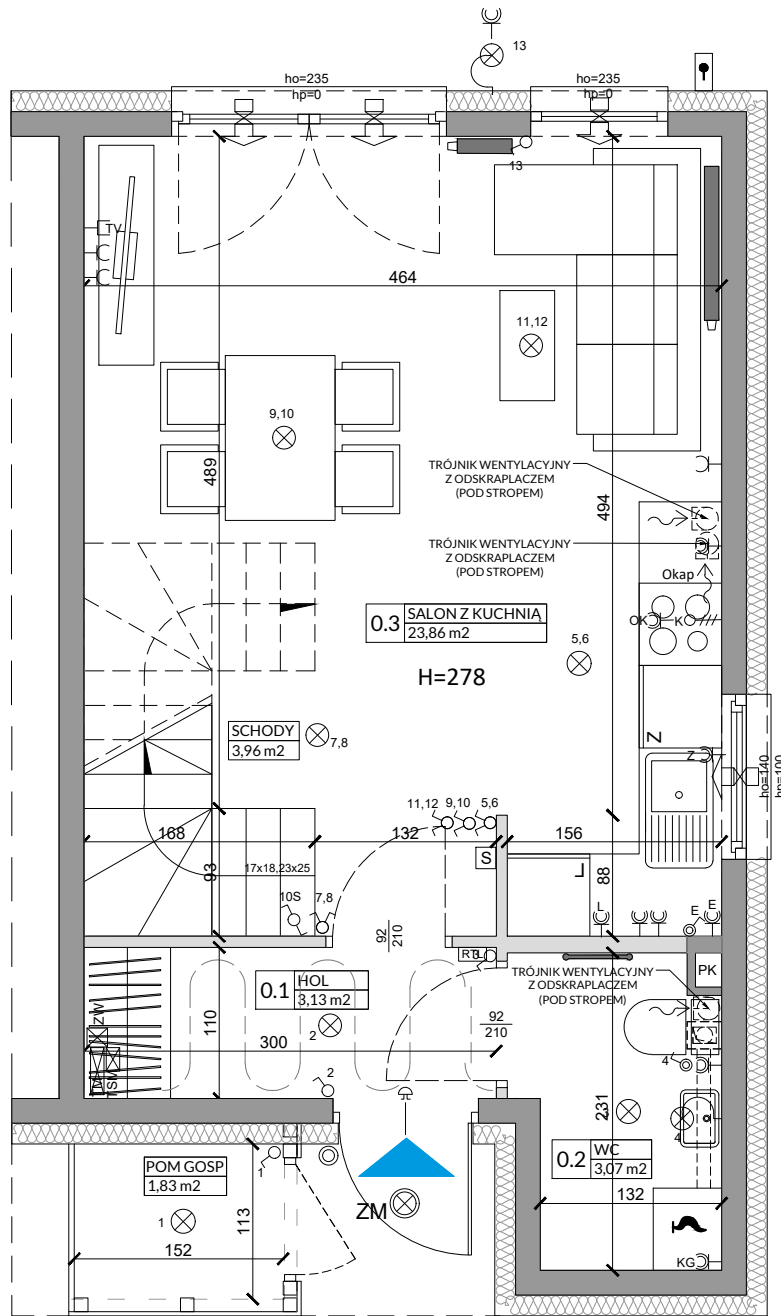 13
ho=235
hp=0
ho=235
hp=0
13
TV
464
11,12
9,10
489
494
TRÓJNIK WENTYLACYJNY
Z ODSKRAPLACZEM
(POD STROPEM)
TRÓJNIK WENTYLACYJNY
Z ODSKRAPLACZEM
(POD STROPEM)
Okap
0.3
SALON Z KUCHNIĄ
23,86 m2
OK
K
5,6
H=278
SCHODY
3,96 m2
7,8
Z
Z
ho=140
hp=100
11,12
9,10
5,6
168
132
156
93
17x18,23x25
S
L
88
10S
7,8
L
E
E
92
210
RT
PK
TRÓJNIK WENTYLACYJNY
Z ODSKRAPLACZEM
(POD STROPEM)
0.1
HOL
3,13 m2
ZW
110
2
92
210
300
TSM
2
4
231
4
0.2
WC
3,07 m2
1
POM GOSP
1,83 m2
113
1
ZM
152
132
KG